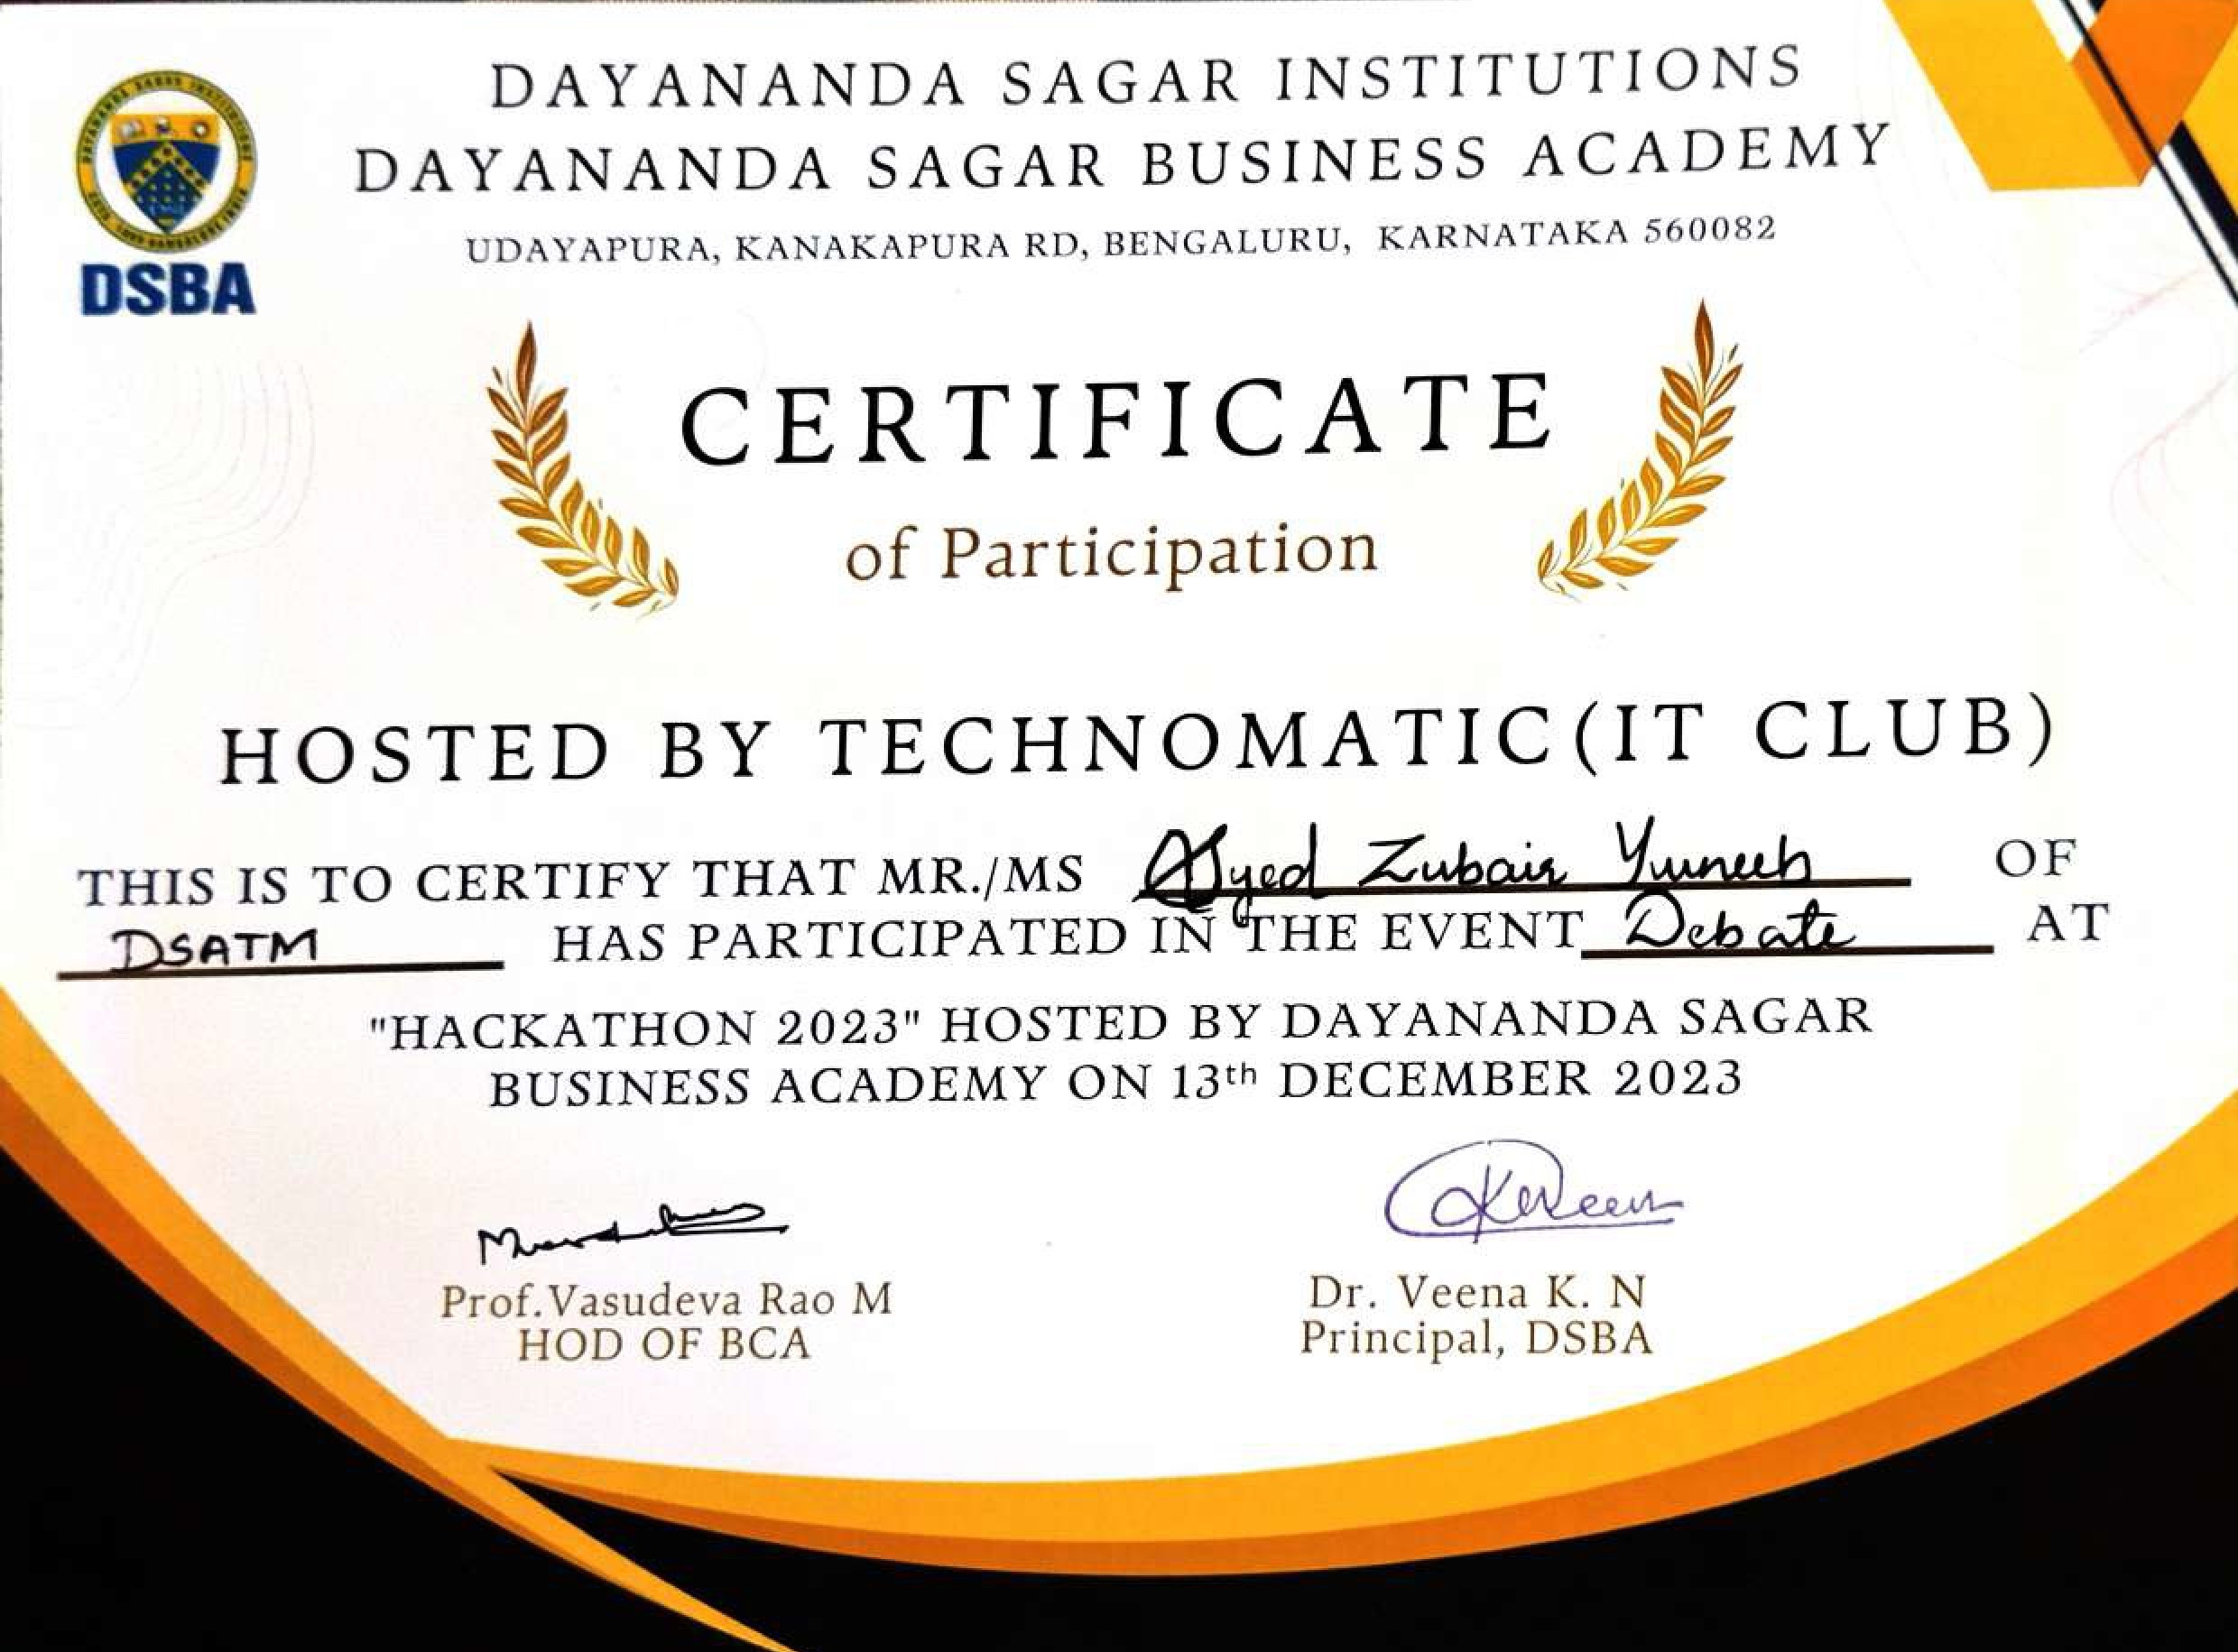 DAYANANDA SAGAR INSTITUTIONS
DAYANANDA SAGAR BUSINESS ACADEMY
UDAYAPURA, KANAKAPURA RD, BENGALURU, KARNATAKA 560082
DSBA
CERTIFICATE
of Participation
HOSTED BY TECHNOMATIC(IT CLUB)
THIS IS TO CERTIFY THAT MR./MS Syed Zubair OF
DSATM HAS PARTICIPATED IN THE EVENT Debate AT
"HACKATHON 2023" HOSTED BY DAYANANDA SAGAR
BUSINESS ACADEMY ON 13th DECEMBER 2023
Prof.Vasudeva Rao M
HOD OF BCA
Dr. Veena K. N
Principal, DSBA